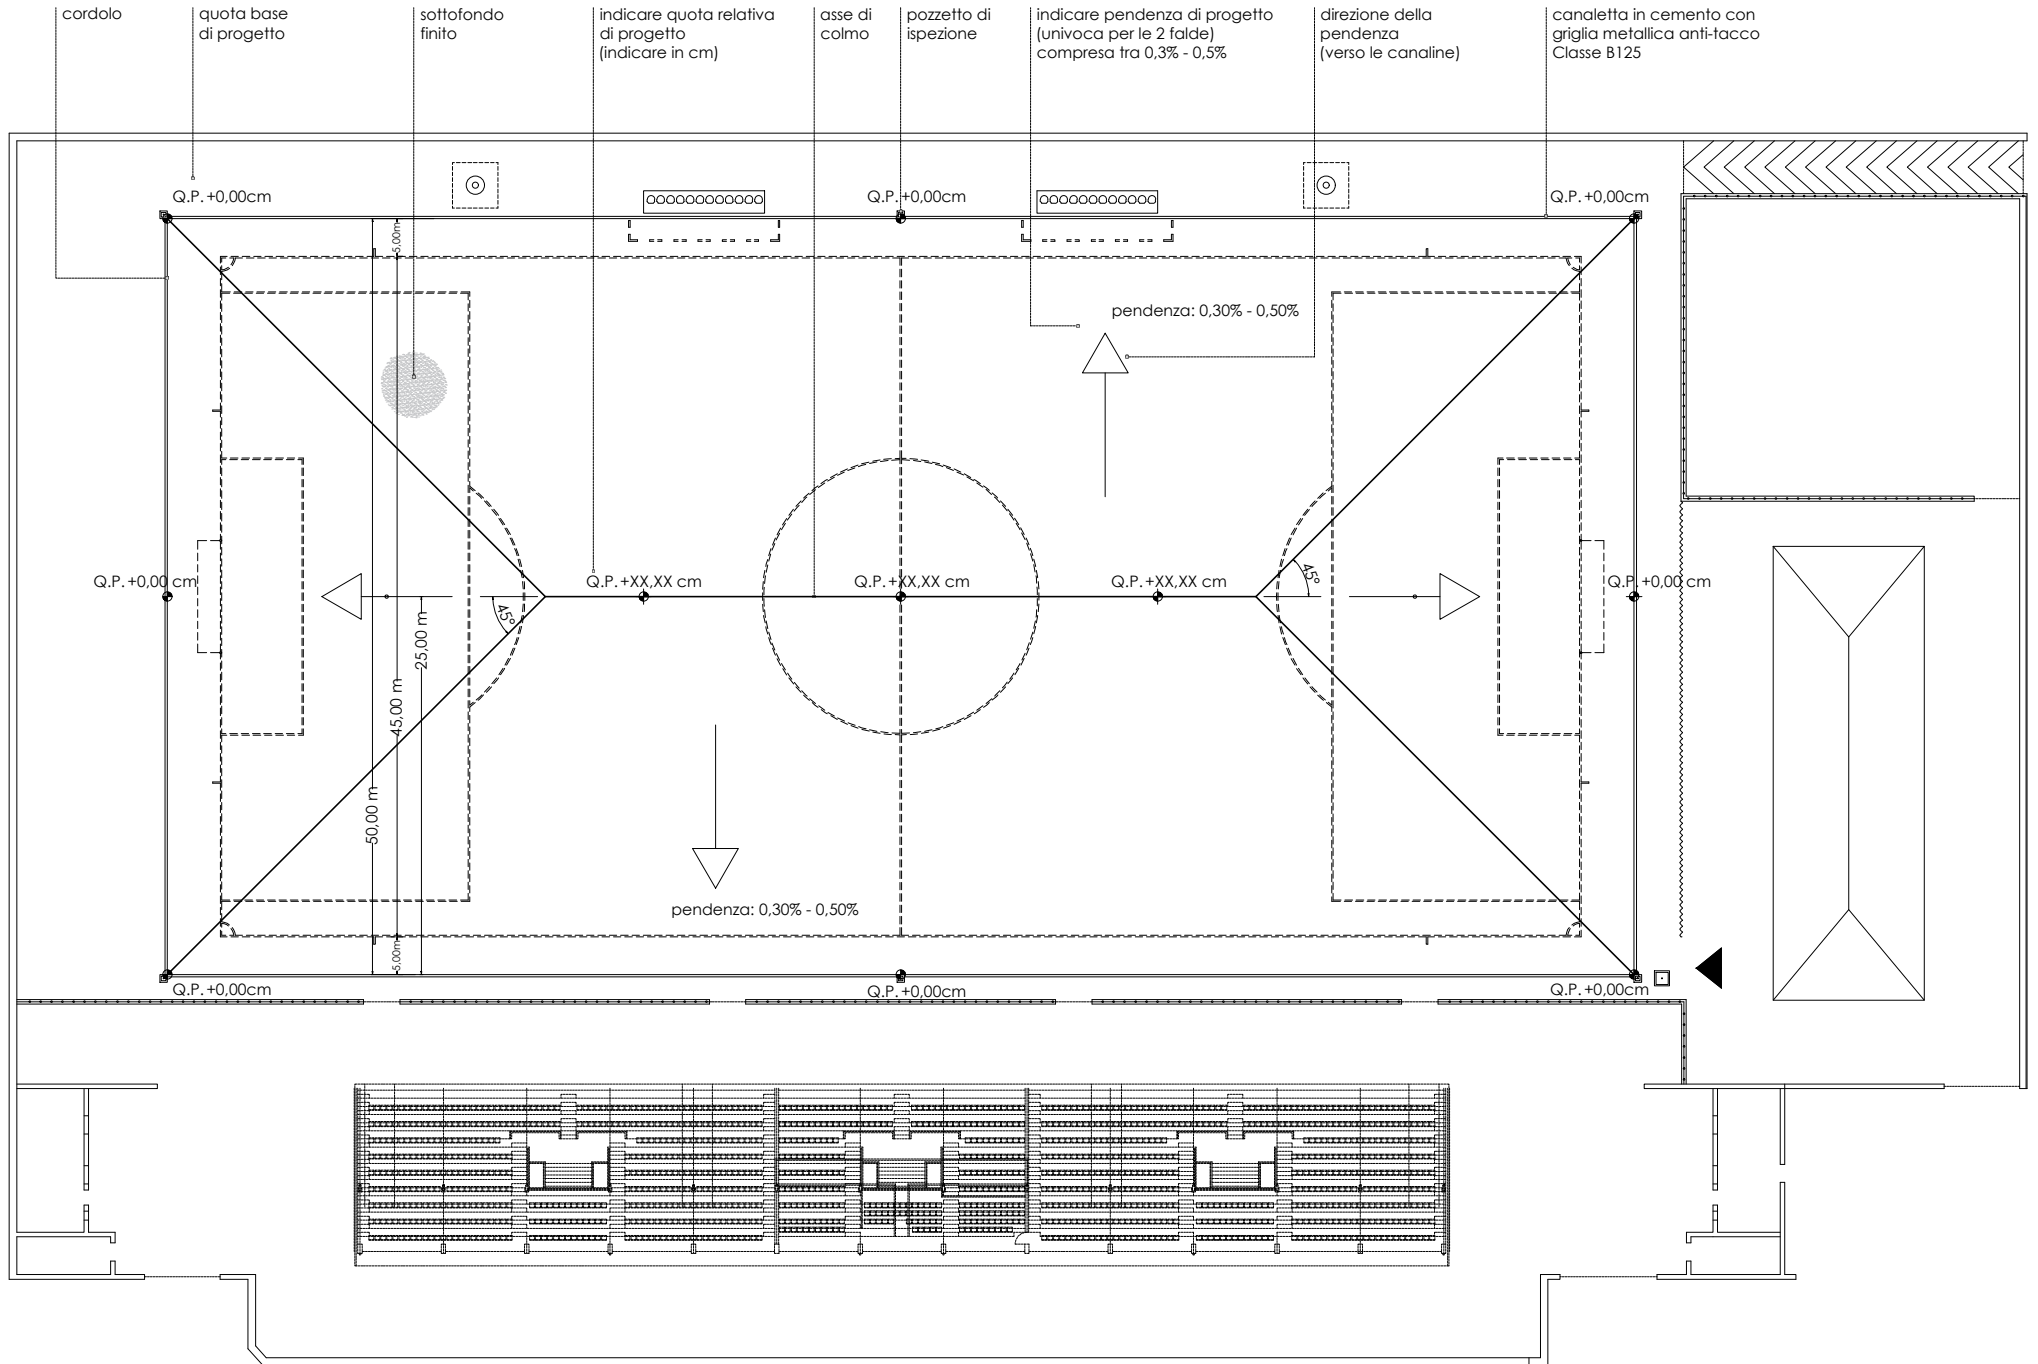 cordolo
quota base
di progetto
sottofondo
finito
indicare quota relativa
di progetto
(indicare in cm)
asse di
colmo
pozzetto di
ispezione
indicare pendenza di progetto
(univoca per le 2 falde)
compresa tra 0,3% - 0,5%
direzione della
pendenza
(verso le canaline)
canaletta in cemento con
griglia metallica anti-tacco
Classe B125
Q.P. +0,00cm
Q.P. +0,00cm
Q.P. +0,00cm
5,00m
pendenza: 0,30% - 0,50%
Q.P. +0,00 cm
Q.P. +XX,XX cm
Q.P. +XX,XX cm
Q.P. +XX,XX cm
Q.P. +0,00 cm
45°
45°
25,00 m
45,00 m
50,00 m
pendenza: 0,30% - 0,50%
5,00m
Q.P. +0,00cm
Q.P. +0,00cm
Q.P. +0,00cm